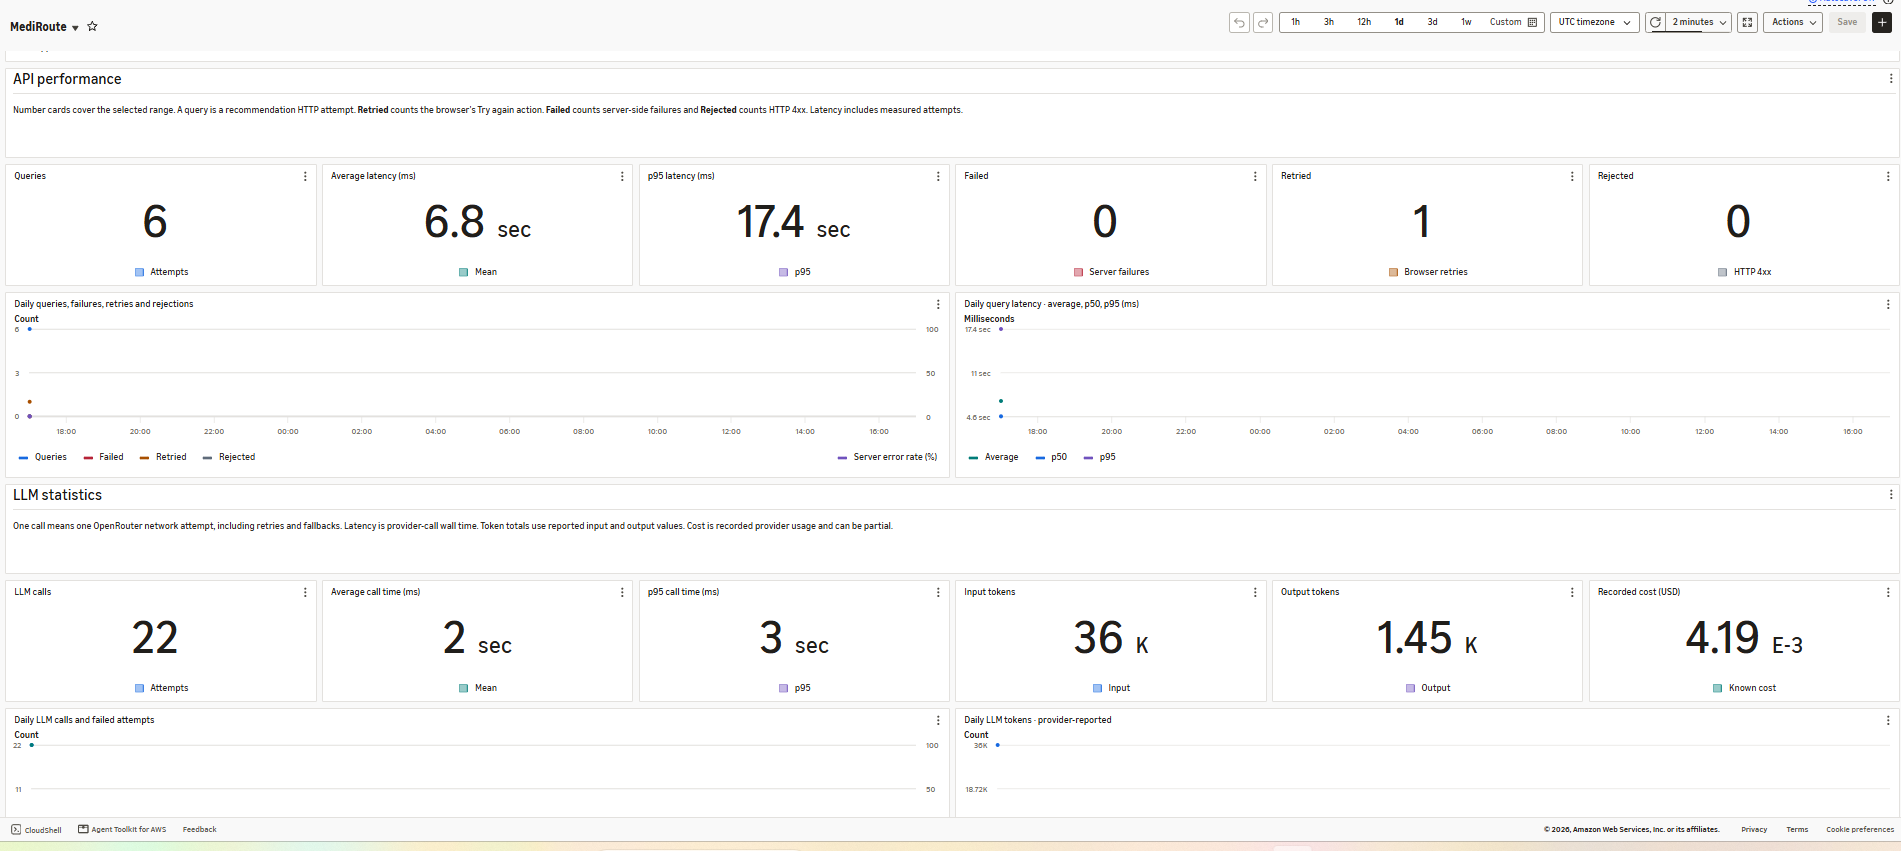 MediRoute
1h 3h 12h 1d 3d 1w Custom UTC timezone 2 minutes Actions Save
API performance
Number cards cover the selected range. A query is a recommendation HTTP attempt. Retried counts the browser's Try again action. Failed counts server-side failures and Rejected counts HTTP 4xx. Latency includes measured attempts.
Queries
6
Attempts
Average latency (ms)
6.8 sec
Mean
p95 latency (ms)
17.4 sec
p95
Failed
0
Server failures
Retried
1
Browser retries
Rejected
0
HTTP 4xx
Daily queries, failures, retries and rejections
Count
6 100
3 50
0 0
18:00 20:00 22:00 00:00 02:00 04:00 06:00 08:00 10:00 12:00 14:00 16:00
Queries Failed Retried Rejected Server error rate (%)
Daily query latency · average, p50, p95 (ms)
Milliseconds
17.4 sec
11 sec
4.6 sec
18:00 20:00 22:00 00:00 02:00 04:00 06:00 08:00 10:00 12:00 14:00 16:00
Average p50 p95
LLM statistics
One call means one OpenRouter network attempt, including retries and fallbacks. Latency is provider-call wall time. Token totals use reported input and output values. Cost is recorded provider usage and can be partial.
LLM calls
22
Attempts
Average call time (ms)
2 sec
Mean
p95 call time (ms)
3 sec
p95
Input tokens
36 K
Input
Output tokens
1.45 K
Output
Recorded cost (USD)
4.19 E-3
Known cost
Daily LLM calls and failed attempts
Count
22 100
11 50
Daily LLM tokens · provider-reported
Count
36K
18.72K
CloudShell Agent Toolkit for AWS Feedback
© 2026, Amazon Web Services, Inc. or its affiliates. Privacy Terms Cookie preferences